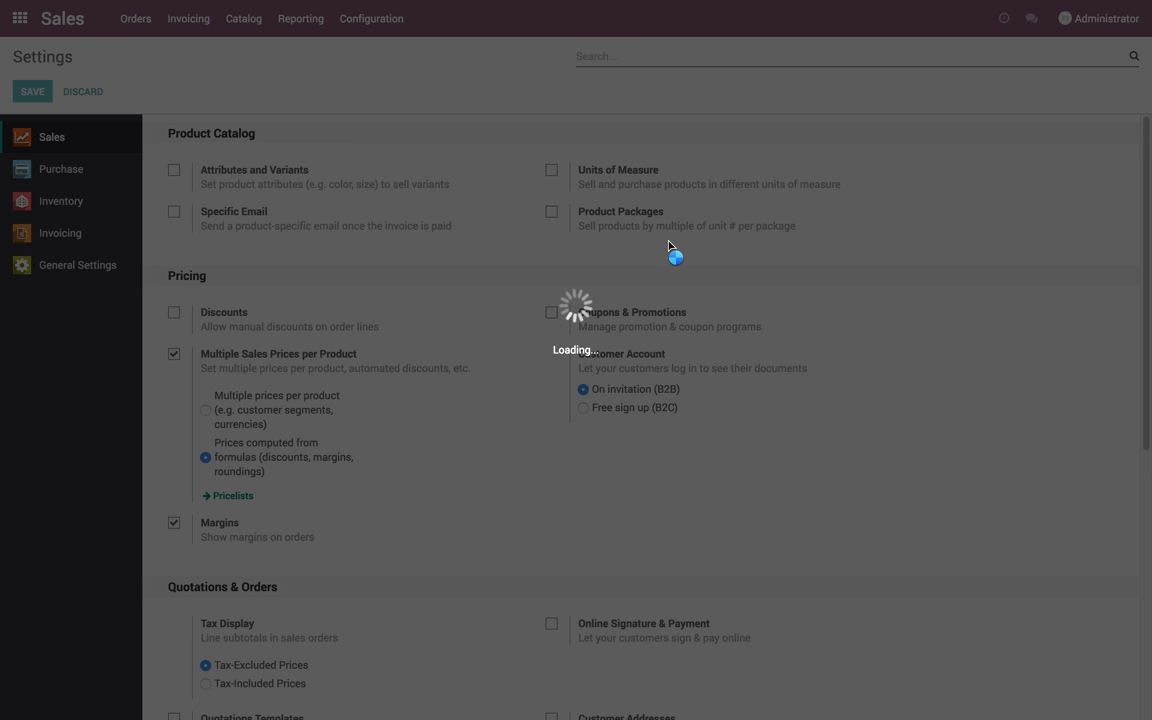 Sales
Orders
Invoicing
Catalog
Reporting
Configuration
Administrator
Settings
Search...
SAVE
DISCARD
Sales
Purchase
Inventory
Invoicing
General Settings
Product Catalog
Attributes and Variants
Set product attributes (e.g. color, size) to sell variants
Units of Measure
Sell and purchase products in different units of measure
Specific Email
Send a product-specific email once the invoice is paid
Product Packages
Sell products by multiple of unit # per package
Pricing
Discounts
Allow manual discounts on order lines
& Promotions
Manage promotion & coupon programs
Loading...
Multiple Sales Prices per Product
Set multiple prices per product, automated discounts, etc.
Multiple prices per product
(e.g. customer segments,
currencies)
Prices computed from
formulas (discounts, margins,
roundings)
Pricelists
Account
Let your customers log in to see their documents
On invitation (B2B)
Free sign up (B2C)
Margins
Show margins on orders
Quotations & Orders
Tax Display
Line subtotals in sales orders
Tax-Excluded Prices
Tax-Included Prices
Online Signature & Payment
Let your customers sign & pay online
Quotations Templates
Customer Addresses